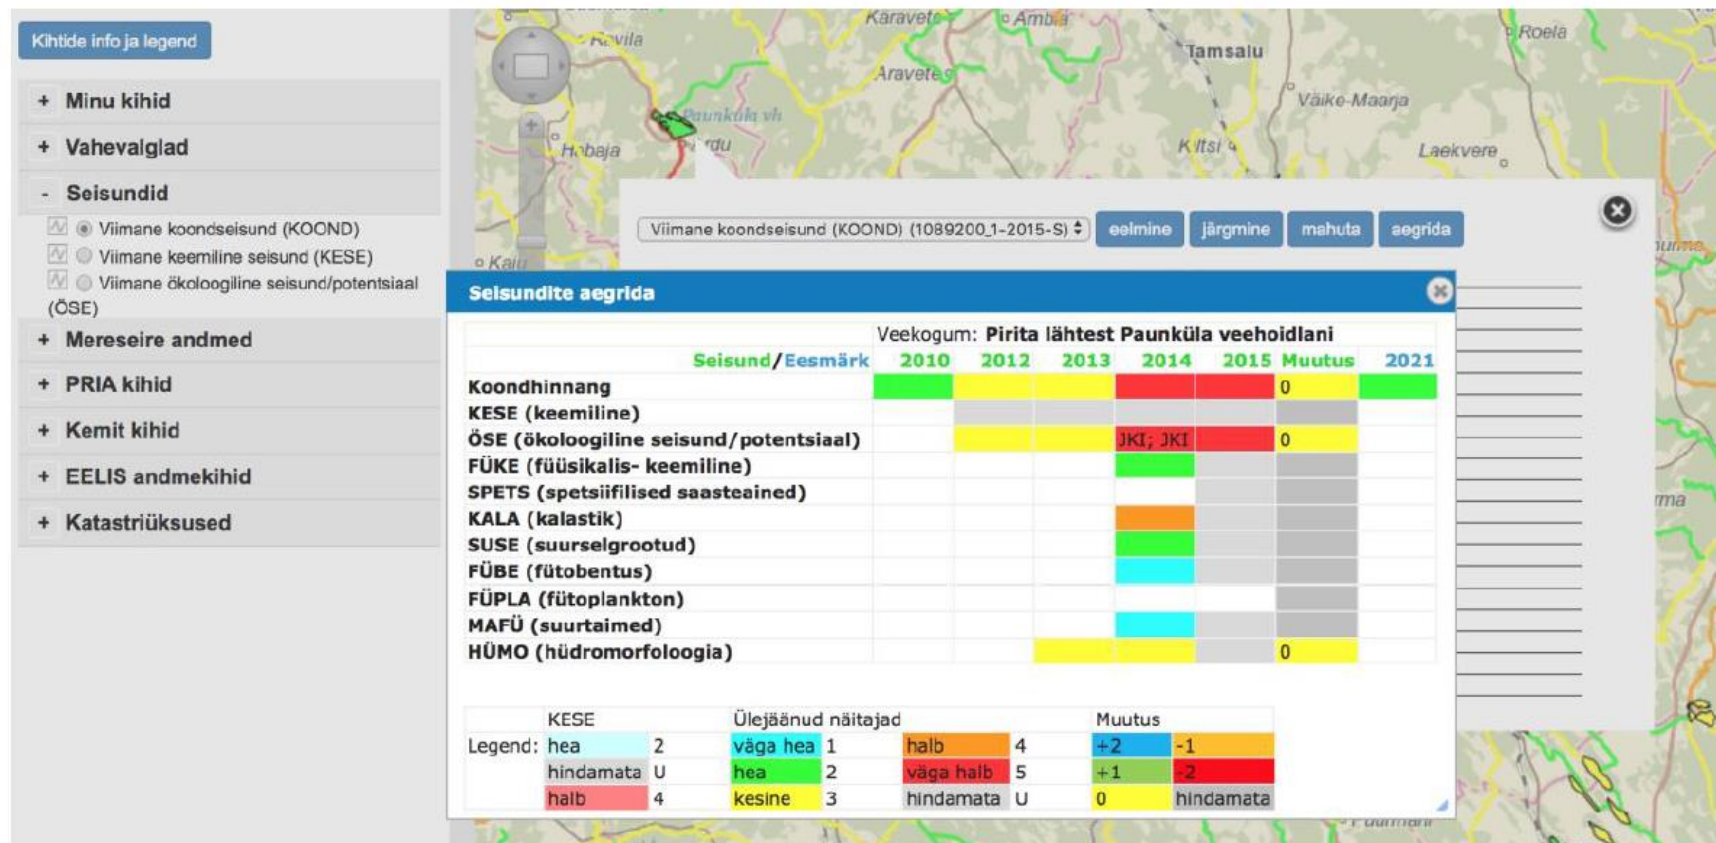 Kihtide info ja legend
+ Minu kihid
+ Vahevalglad
- Seisundid
Viimane koondseisund (KOOND)
Viimane keemiline seisund (KESE)
Viimane ökoloogiline seisund/potentsiaal
(ÖSE)
+ Mereseire andmed
+ PRIA kihid
+ Kemit kihid
+ EELIS andmekihid
+ Katastriüksused
Ravila
Karavete
Ambla
Roela
Tamsalu
Aravete
Väike-Maarja
Paunküla vh
Ardu
Habaja
Kiltsi
Laekvere
Kaiu
Viimane koondseisund (KOOND) (1089200_1-2015-S) eelmine järgmine mahuta aegrida
Seisundite aegrida
Veekogum: Pirita lähtest Paunküla veehoidlani
Seisund/Eesmärk 2010 2012 2013 2014 2015 Muutus 2021
Koondhinnang 0
KESE (keemiline)
ÖSE (ökoloogiline seisund/potentsiaal) JKI; JKI 0
FÜKE (füüsikalis- keemiline)
SPETS (spetsiifilised saasteained)
KALA (kalastik)
SUSE (suurselgrootud)
FÜBE (fütobentus)
FÜPLA (fütoplankton)
MAFÜ (suurtaimed)
HÜMO (hüdromorfoloogia) 0
KESE Ülejäänud näitajad Muutus
Legend: hea 2 väga hea 1 halb 4 +2 -1
hindamata U hea 2 väga halb 5 +1 -2
halb 4 kesine 3 hindamata U 0 hindamata